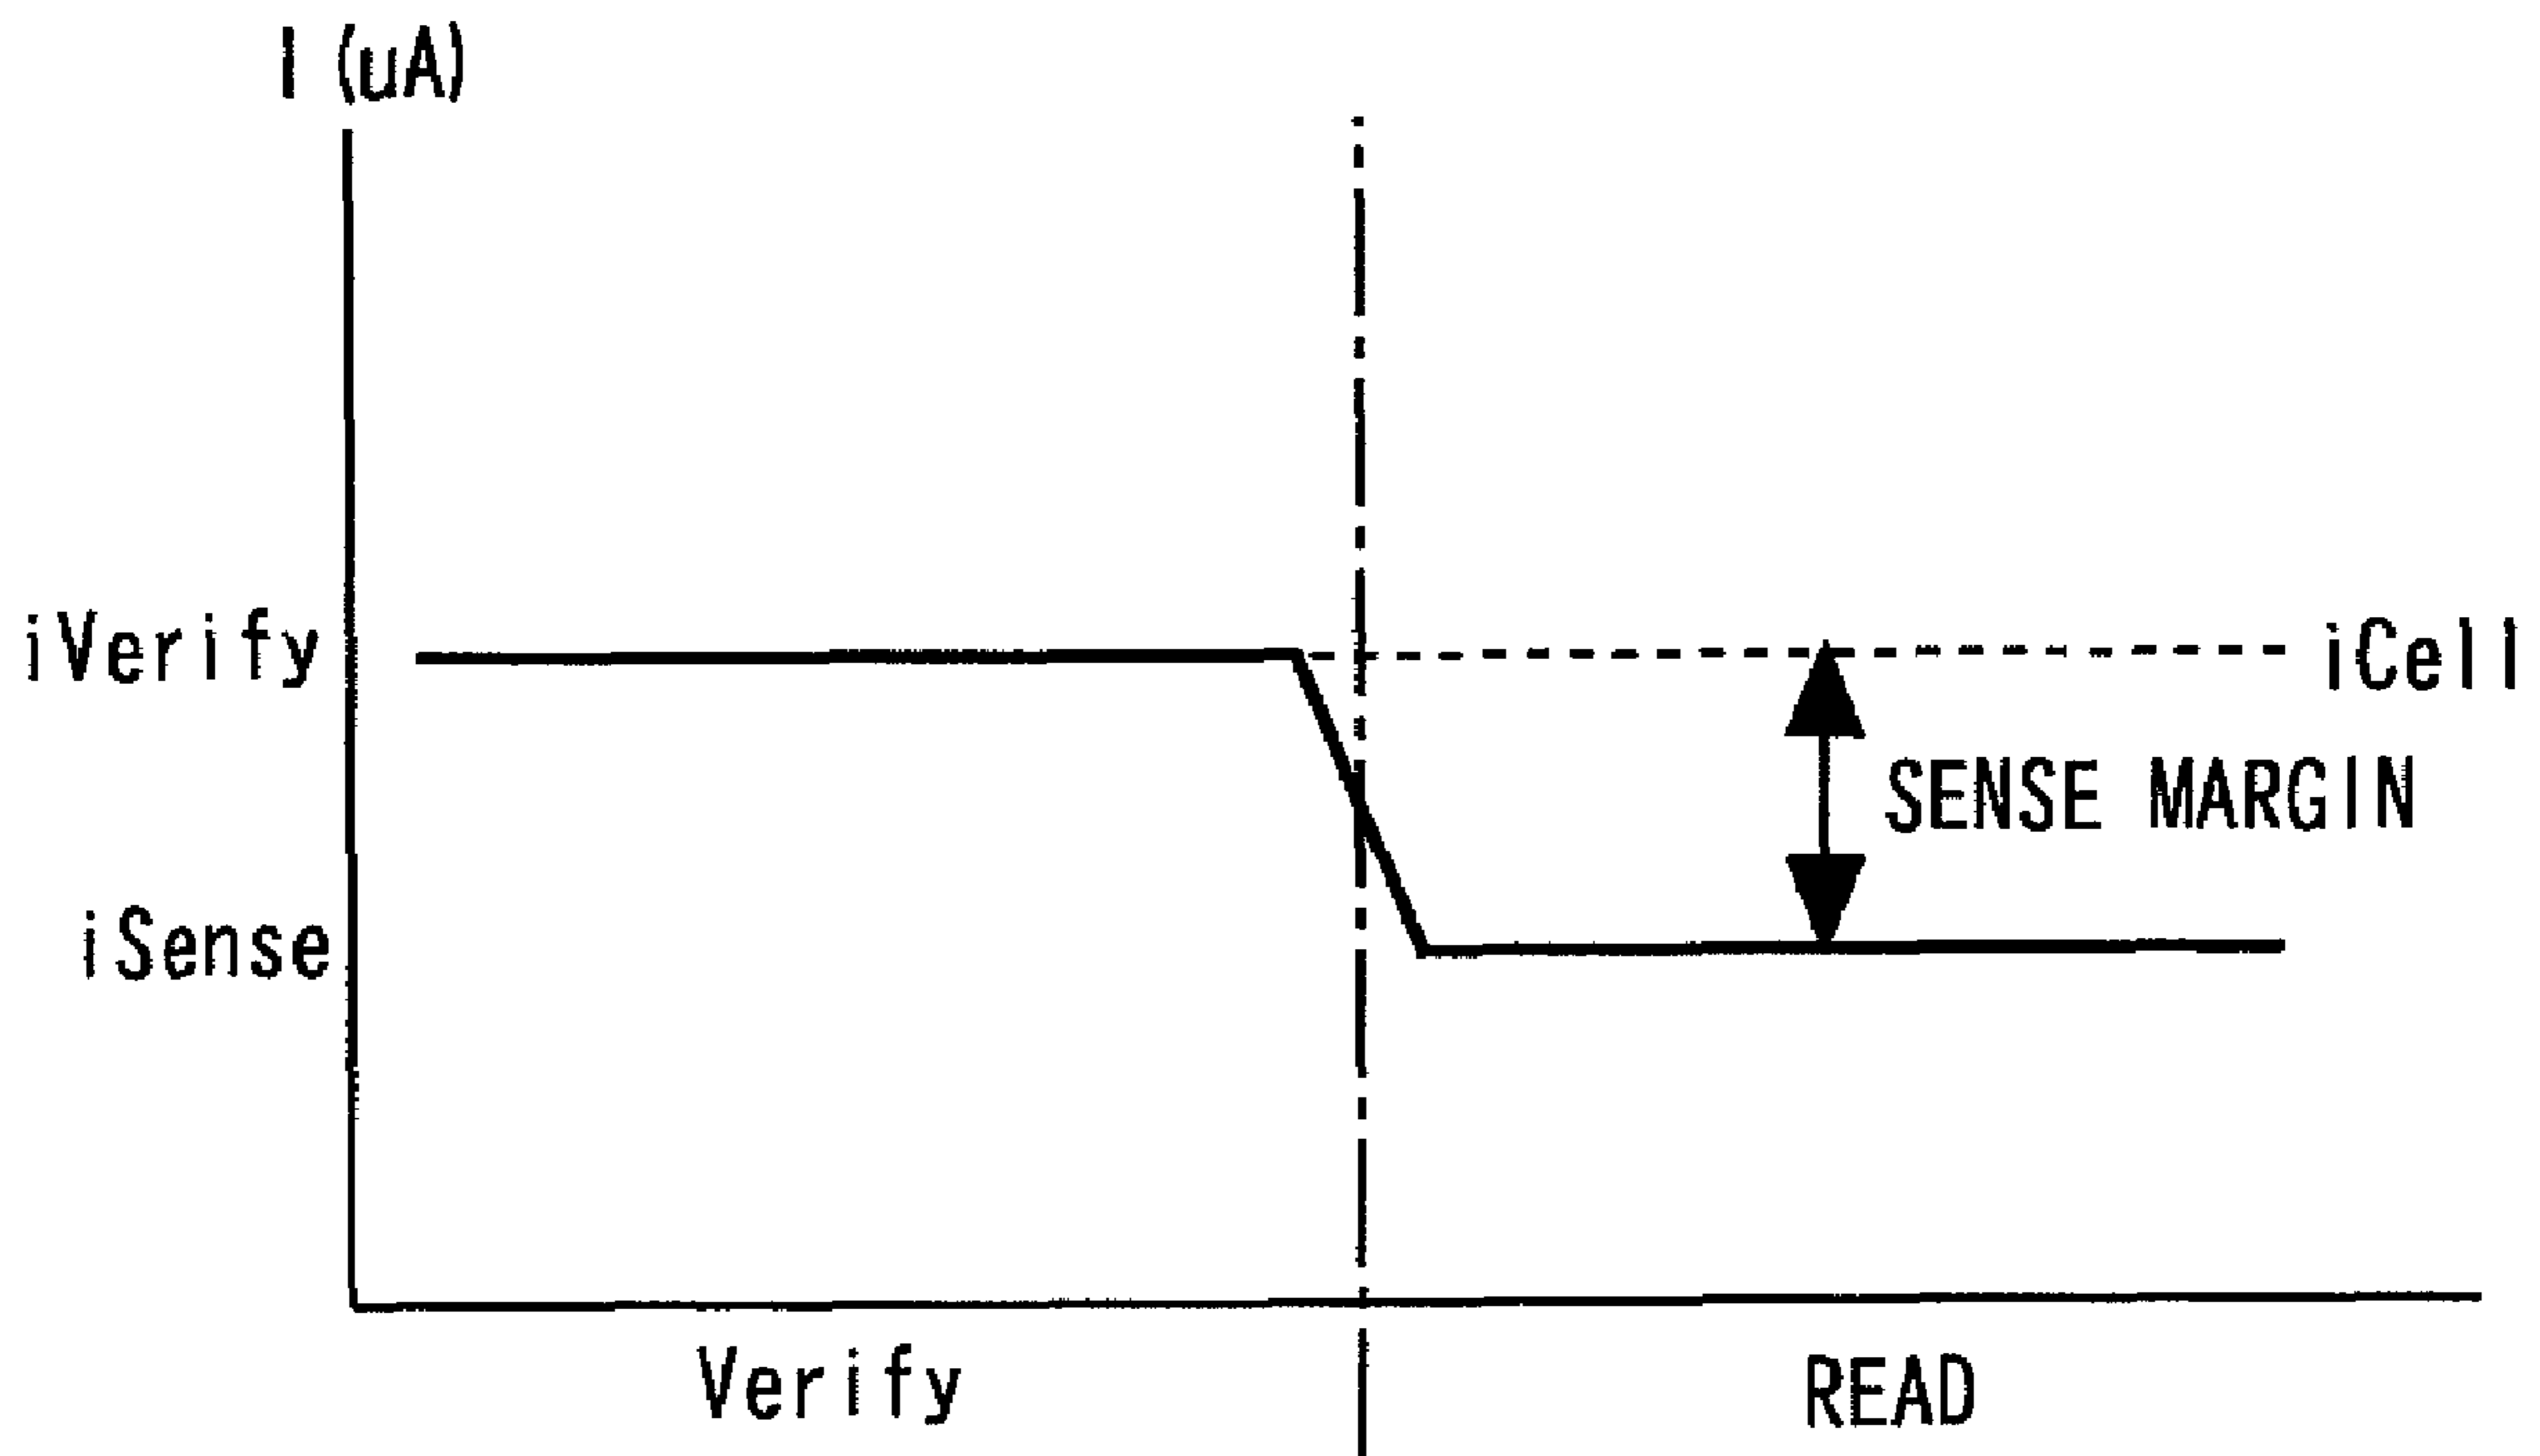 I (uA)
iVerify
iCell
SENSE MARGIN
iSense
Verify
READ